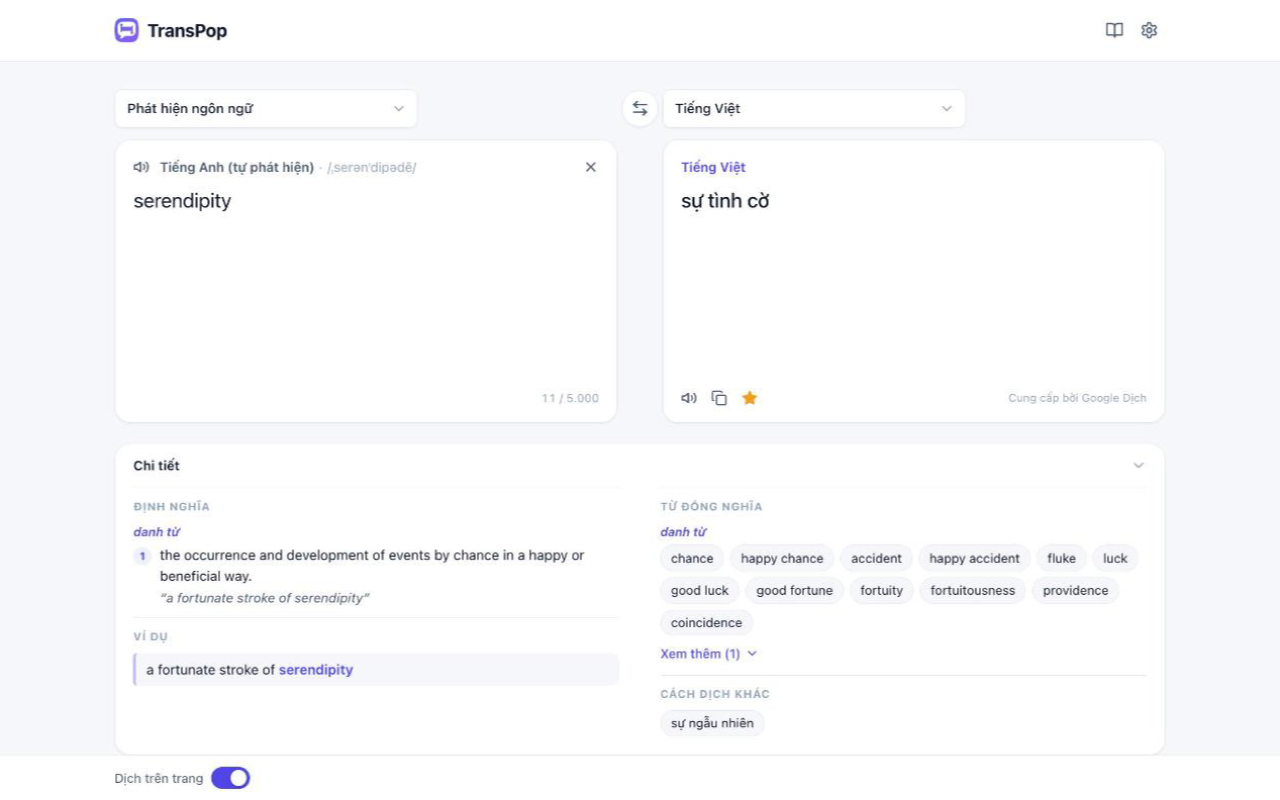 TransPop
Phát hiện ngôn ngữ
Tiếng Việt
Tiếng Anh (tự phát hiện) · /ˌserənˈdipədē/
serendipity
11 / 5.000
Tiếng Việt
sự tình cờ
Cung cấp bởi Google Dịch
Chi tiết
ĐỊNH NGHĨA
danh từ
1 the occurrence and development of events by chance in a happy or
beneficial way.
“a fortunate stroke of serendipity”
VÍ DỤ
a fortunate stroke of serendipity
TỪ ĐỒNG NGHĨA
danh từ
chance happy chance accident happy accident fluke luck
good luck good fortune fortuity fortuitousness providence
coincidence
Xem thêm (1)
CÁCH DỊCH KHÁC
sự ngẫu nhiên
Dịch trên trang